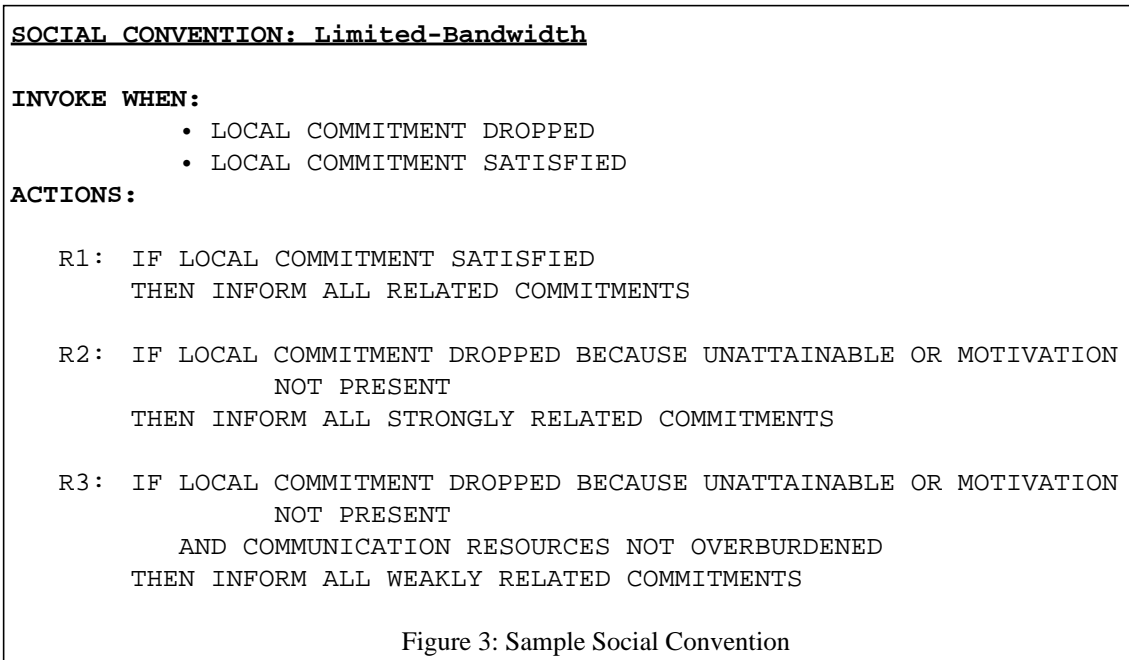 SOCIAL CONVENTION: Limited-Bandwidth
INVOKE WHEN:
• LOCAL COMMITMENT DROPPED
• LOCAL COMMITMENT SATISFIED
ACTIONS:
R1: IF LOCAL COMMITMENT SATISFIED
THEN INFORM ALL RELATED COMMITMENTS
R2: IF LOCAL COMMITMENT DROPPED BECAUSE UNATTAINABLE OR MOTIVATION
NOT PRESENT
THEN INFORM ALL STRONGLY RELATED COMMITMENTS
R3: IF LOCAL COMMITMENT DROPPED BECAUSE UNATTAINABLE OR MOTIVATION
NOT PRESENT
AND COMMUNICATION RESOURCES NOT OVERBURDENED
THEN INFORM ALL WEAKLY RELATED COMMITMENTS
Figure 3: Sample Social Convention